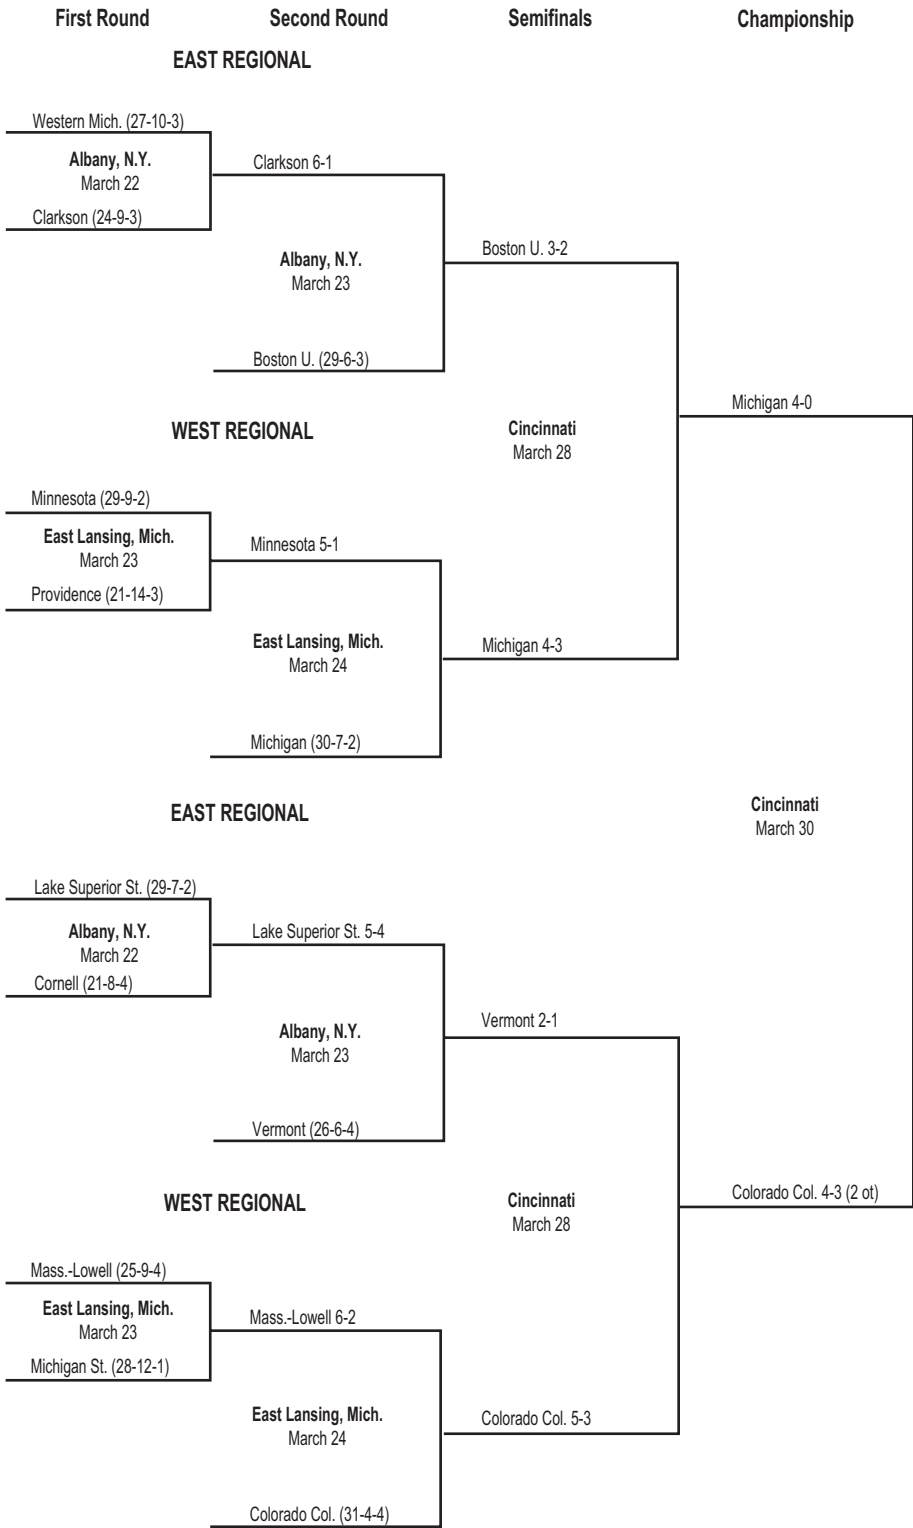 First Round
Second Round
Semifinals
Championship
EAST REGIONAL
Western Mich. (27-10-3)
Albany, N.Y.
March 22
Clarkson (24-9-3)
Clarkson 6-1
Albany, N.Y.
March 23
Boston U. (29-6-3)
Boston U. 3-2
WEST REGIONAL
Minnesota (29-9-2)
East Lansing, Mich.
March 23
Providence (21-14-3)
Minnesota 5-1
East Lansing, Mich.
March 24
Michigan (30-7-2)
Cincinnati
March 28
Michigan 4-3
Michigan 4-0
Cincinnati
March 30
EAST REGIONAL
Lake Superior St. (29-7-2)
Albany, N.Y.
March 22
Cornell (21-8-4)
Lake Superior St. 5-4
Albany, N.Y.
March 23
Vermont (26-6-4)
Vermont 2-1
WEST REGIONAL
Mass.-Lowell (25-9-4)
East Lansing, Mich.
March 23
Michigan St. (28-12-1)
Mass.-Lowell 6-2
East Lansing, Mich.
March 24
Colorado Col. (31-4-4)
Cincinnati
March 28
Colorado Col. 5-3
Colorado Col. 4-3 (2 ot)